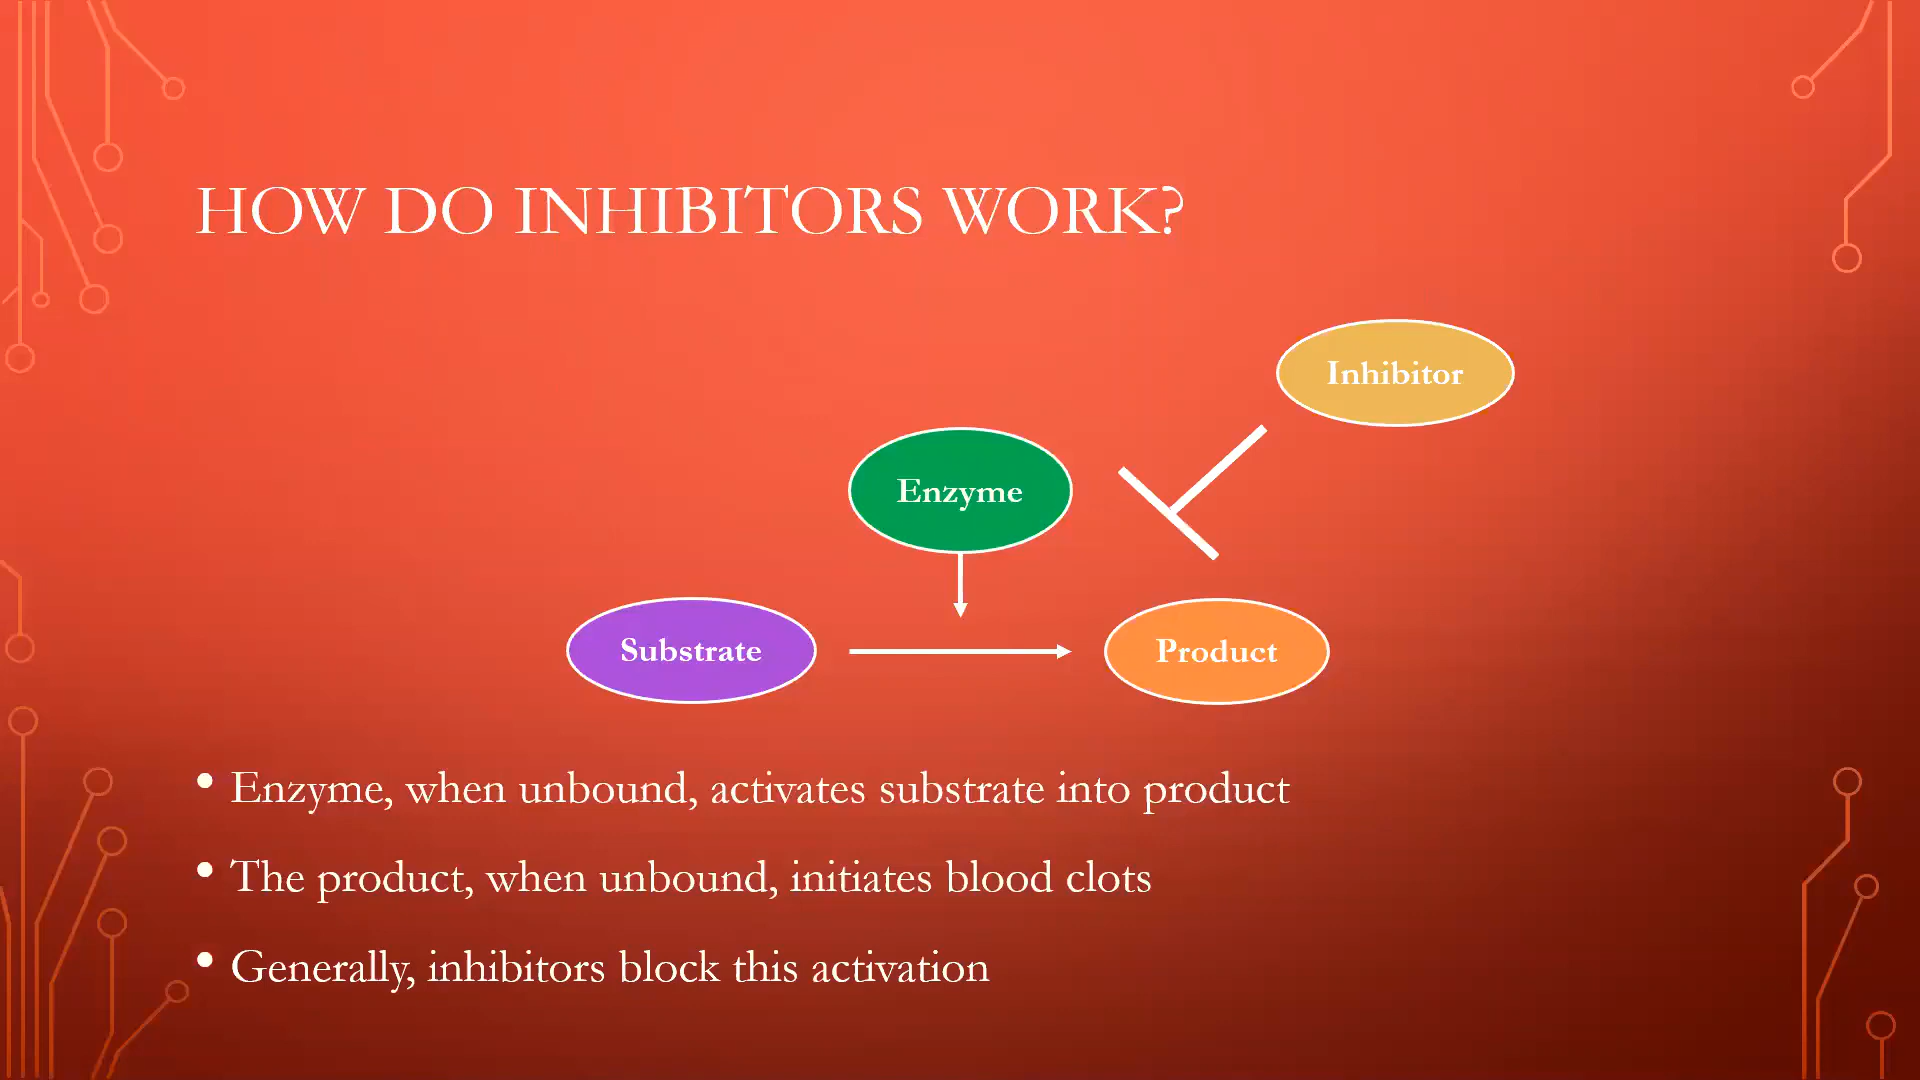 HOW DO INHIBITORS WORK?
Inhibitor
Enzyme
Substrate
Product
• Enzyme, when unbound, activates substrate into product
• The product, when unbound, initiates blood clots
• Generally, inhibitors block this activation